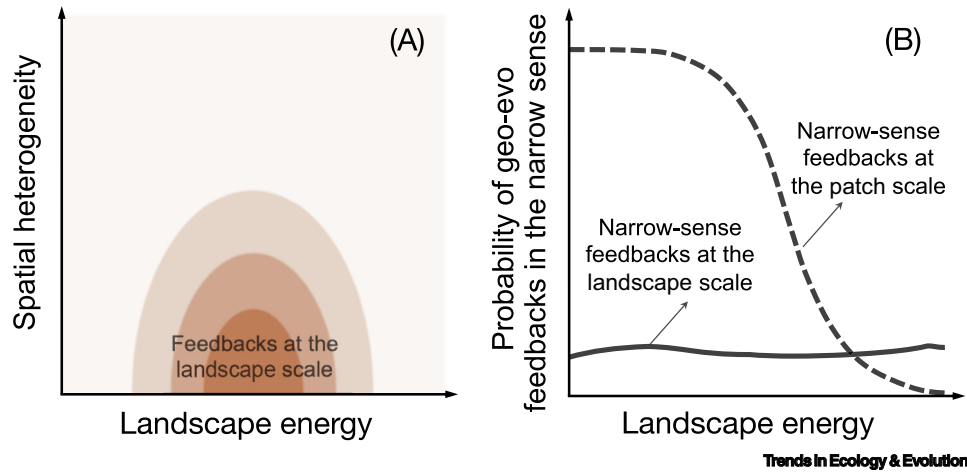 (A)
Spatial heterogeneity
Feedbacks at the
landscape scale
Landscape energy
(B)
Probability of geo-evo
feedbacks in the narrow sense
Narrow-sense
feedbacks at
the patch scale
Narrow-sense
feedbacks at the
landscape scale
Landscape energy
Trends in Ecology & Evolution